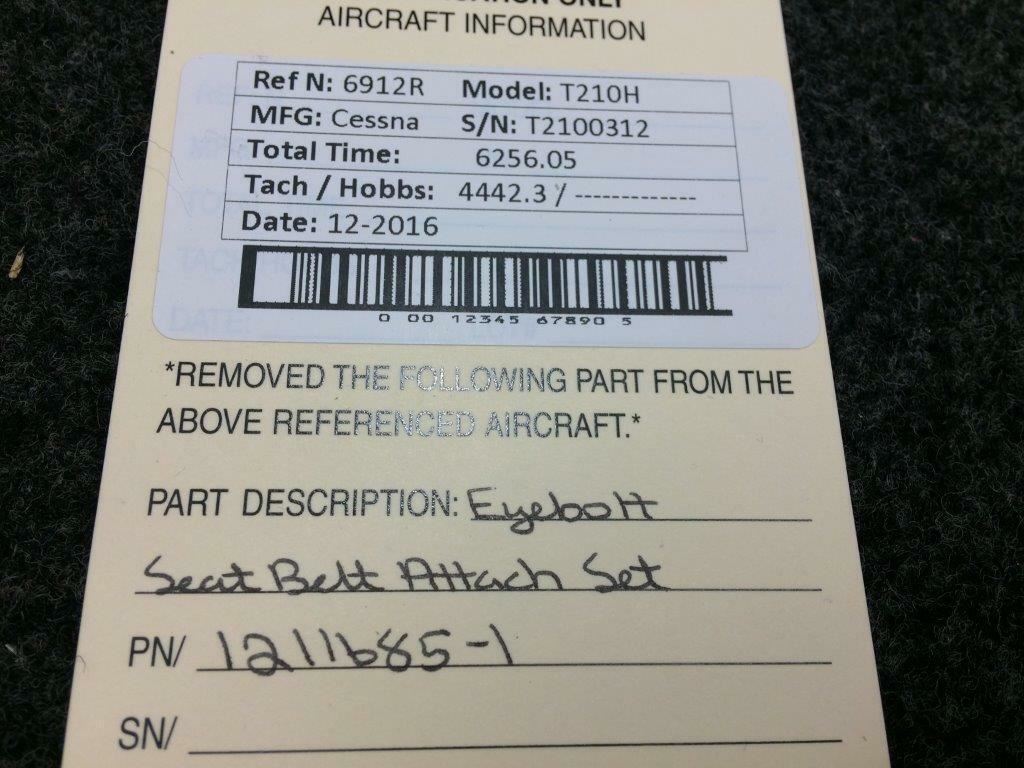 AIRCRAFT INFORMATION
Ref N: 6912R Model: T210H
MFG: Cessna S/N: T2100312
Total Time: 6256.05
Tach / Hobbs: 4442.3 / -------------
Date: 12-2016
0 00 12345 67890 5
*REMOVED THE FOLLOWING PART FROM THE
ABOVE REFERENCED AIRCRAFT.*
PART DESCRIPTION: Eyebolt
Seat Belt Attach Set
PN/ 1211685-1
SN/